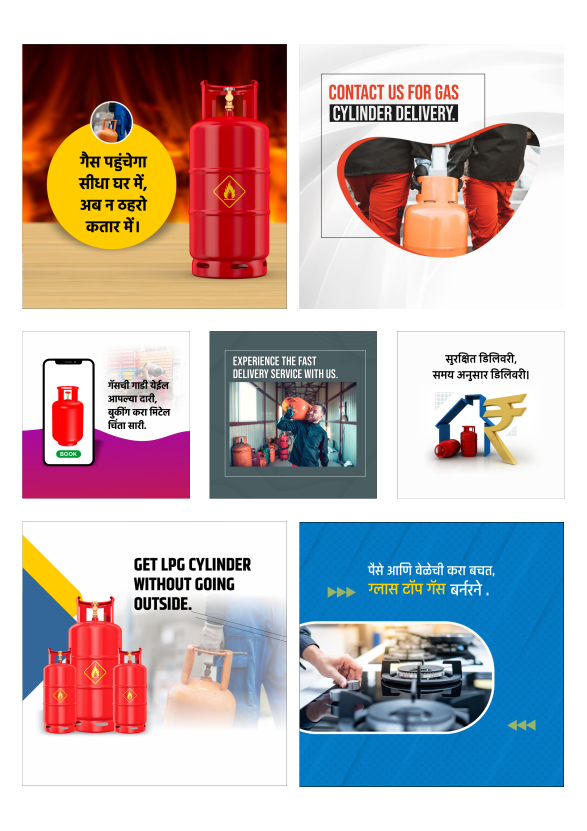 गैस पहुंचेगा
सीधा घर में,
अब न ठहरो
कतार में।
CONTACT US FOR GAS
CYLINDER DELIVERY.
गॅसची गाडी येईल
आपल्या दारी,
बुकींग करा मिटेल
चिंता सारी.
BOOK
EXPERIENCE THE FAST
DELIVERY SERVICE WITH US.
सुरक्षित डिलिवरी,
समय अनुसार डिलिवरी।
GET LPG CYLINDER
WITHOUT GOING
OUTSIDE.
पैसे आणि वेळेची करा बचत,
ग्लास टॉप गॅस बर्नरने .